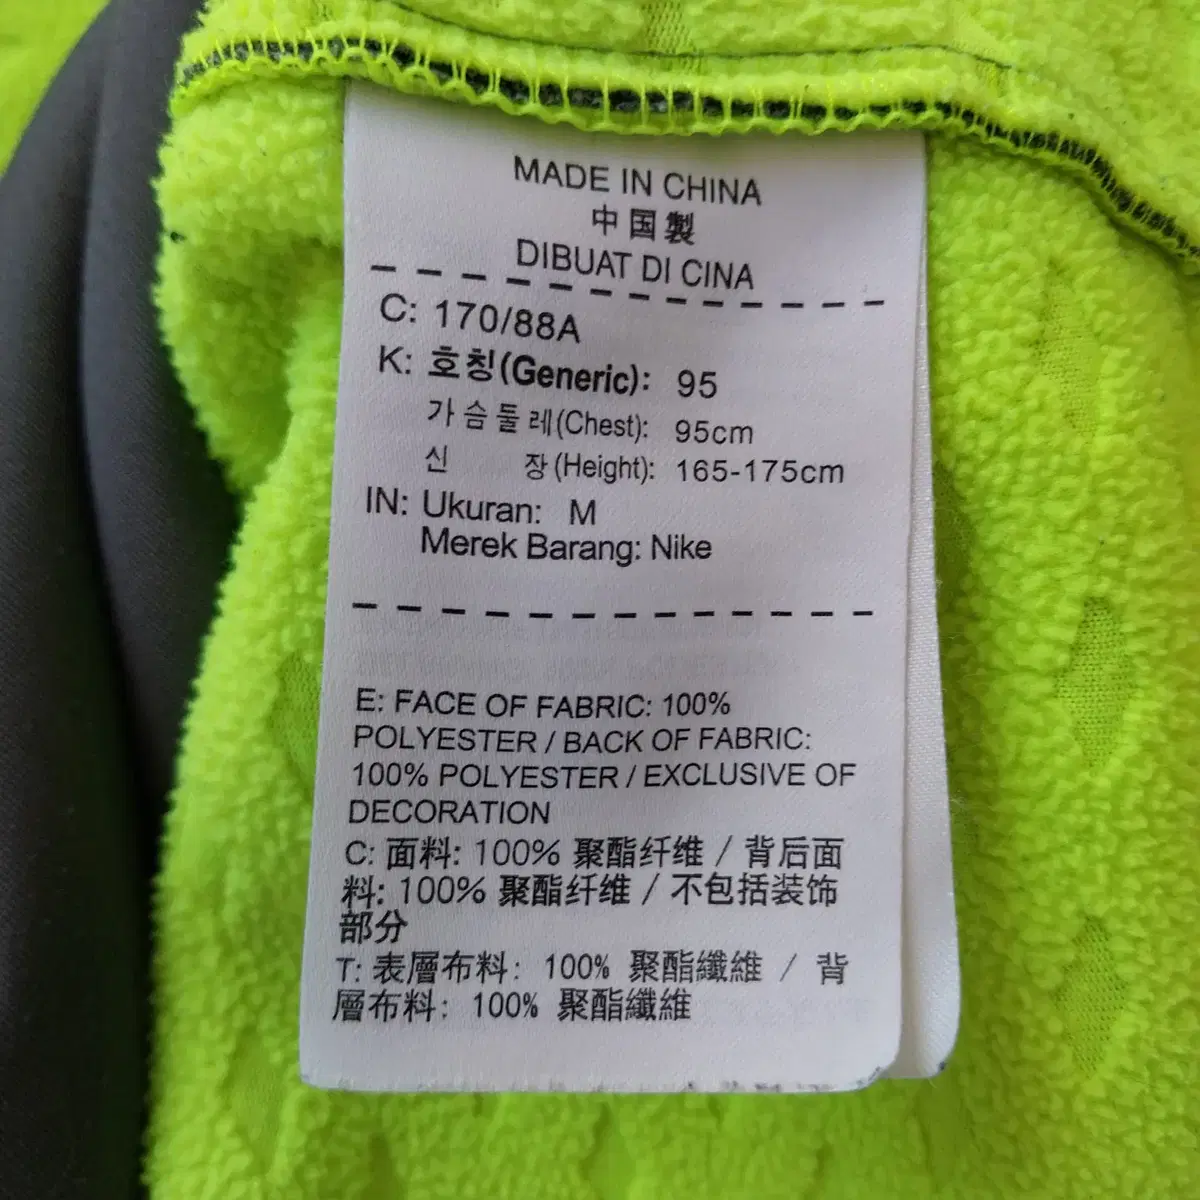 MADE IN CHINA
中国製
DIBUAT DI CINA
C: 170/88A
K: 호칭(Generic): 95
가슴둘레(Chest): 95cm
신 장(Height): 165-175cm
IN: Ukuran: M
Merek Barang: Nike
E: FACE OF FABRIC: 100%
POLYESTER / BACK OF FABRIC:
100% POLYESTER / EXCLUSIVE OF
DECORATION
C: 面料: 100% 聚酯纤维 / 背后面
料: 100% 聚酯纤维 / 不包括装饰
部分
T: 表層布料: 100% 聚酯纖維 / 背
層布料: 100% 聚酯纖維